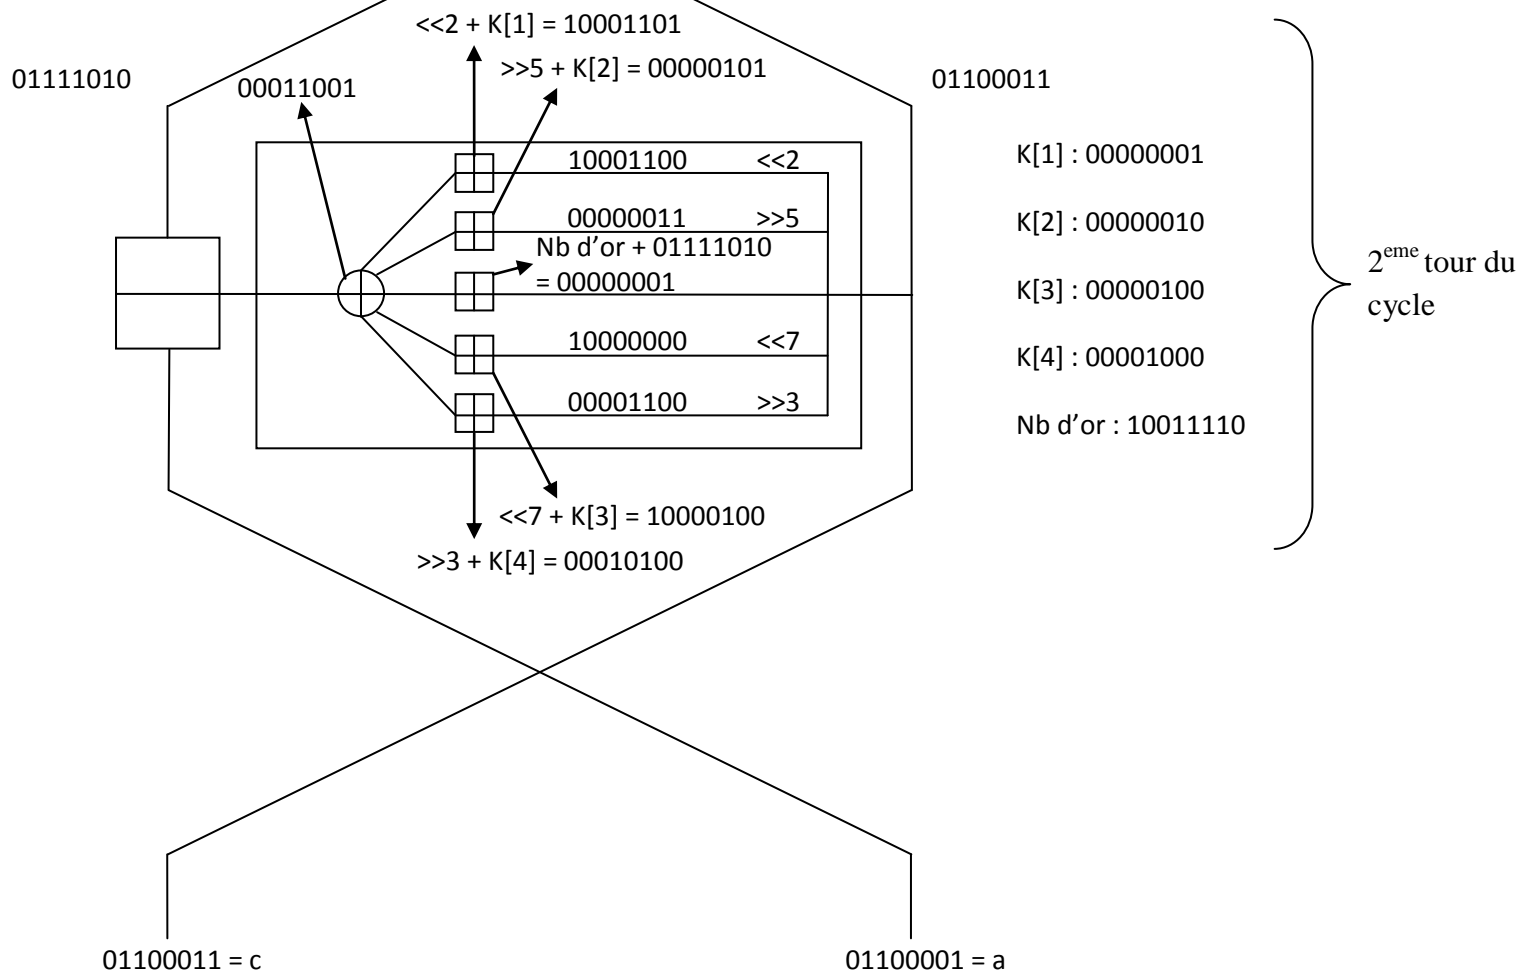 <<2 + K[1] = 10001101
>>5 + K[2] = 00000101
01111010
00011001
01100011
10001100 <<2
00000011 >>5
Nb d'or + 01111010
= 00000001
10000000 <<7
00001100 >>3
<<7 + K[3] = 10000100
>>3 + K[4] = 00010100
K[1] : 00000001
K[2] : 00000010
K[3] : 00000100
K[4] : 00001000
Nb d'or : 10011110
2eme tour du
cycle
01100011 = c
01100001 = a